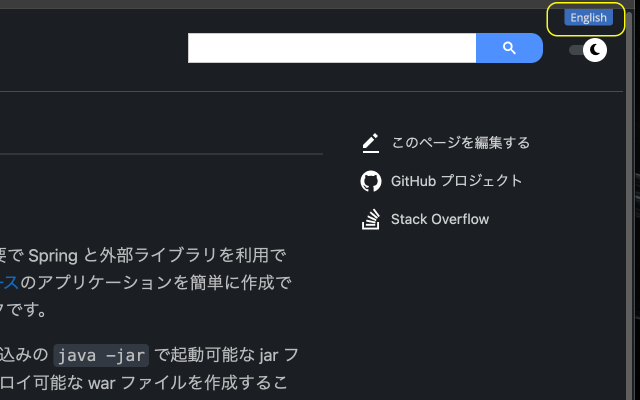 English
このページを編集する
GitHub プロジェクト
Stack Overflow
要で Spring と外部ライブラリを利用で
ースのアプリケーションを簡単に作成で
クです。
込みの java -jar で起動可能な jar フ
ロイ可能な war ファイルを作成するこ